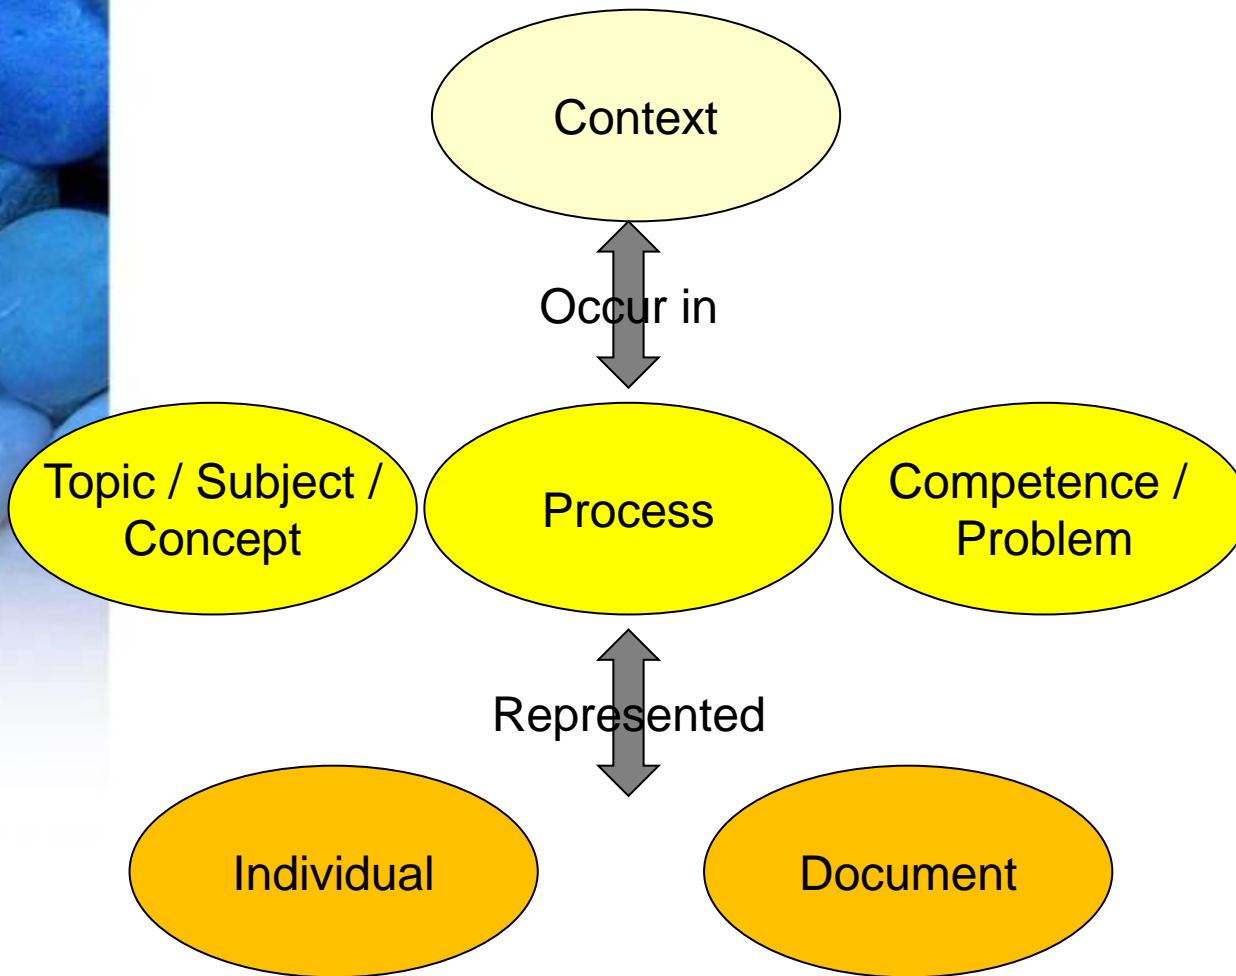 Context
Occur in
Topic / Subject /
Concept
Process
Competence /
Problem
Represented
Individual
Document